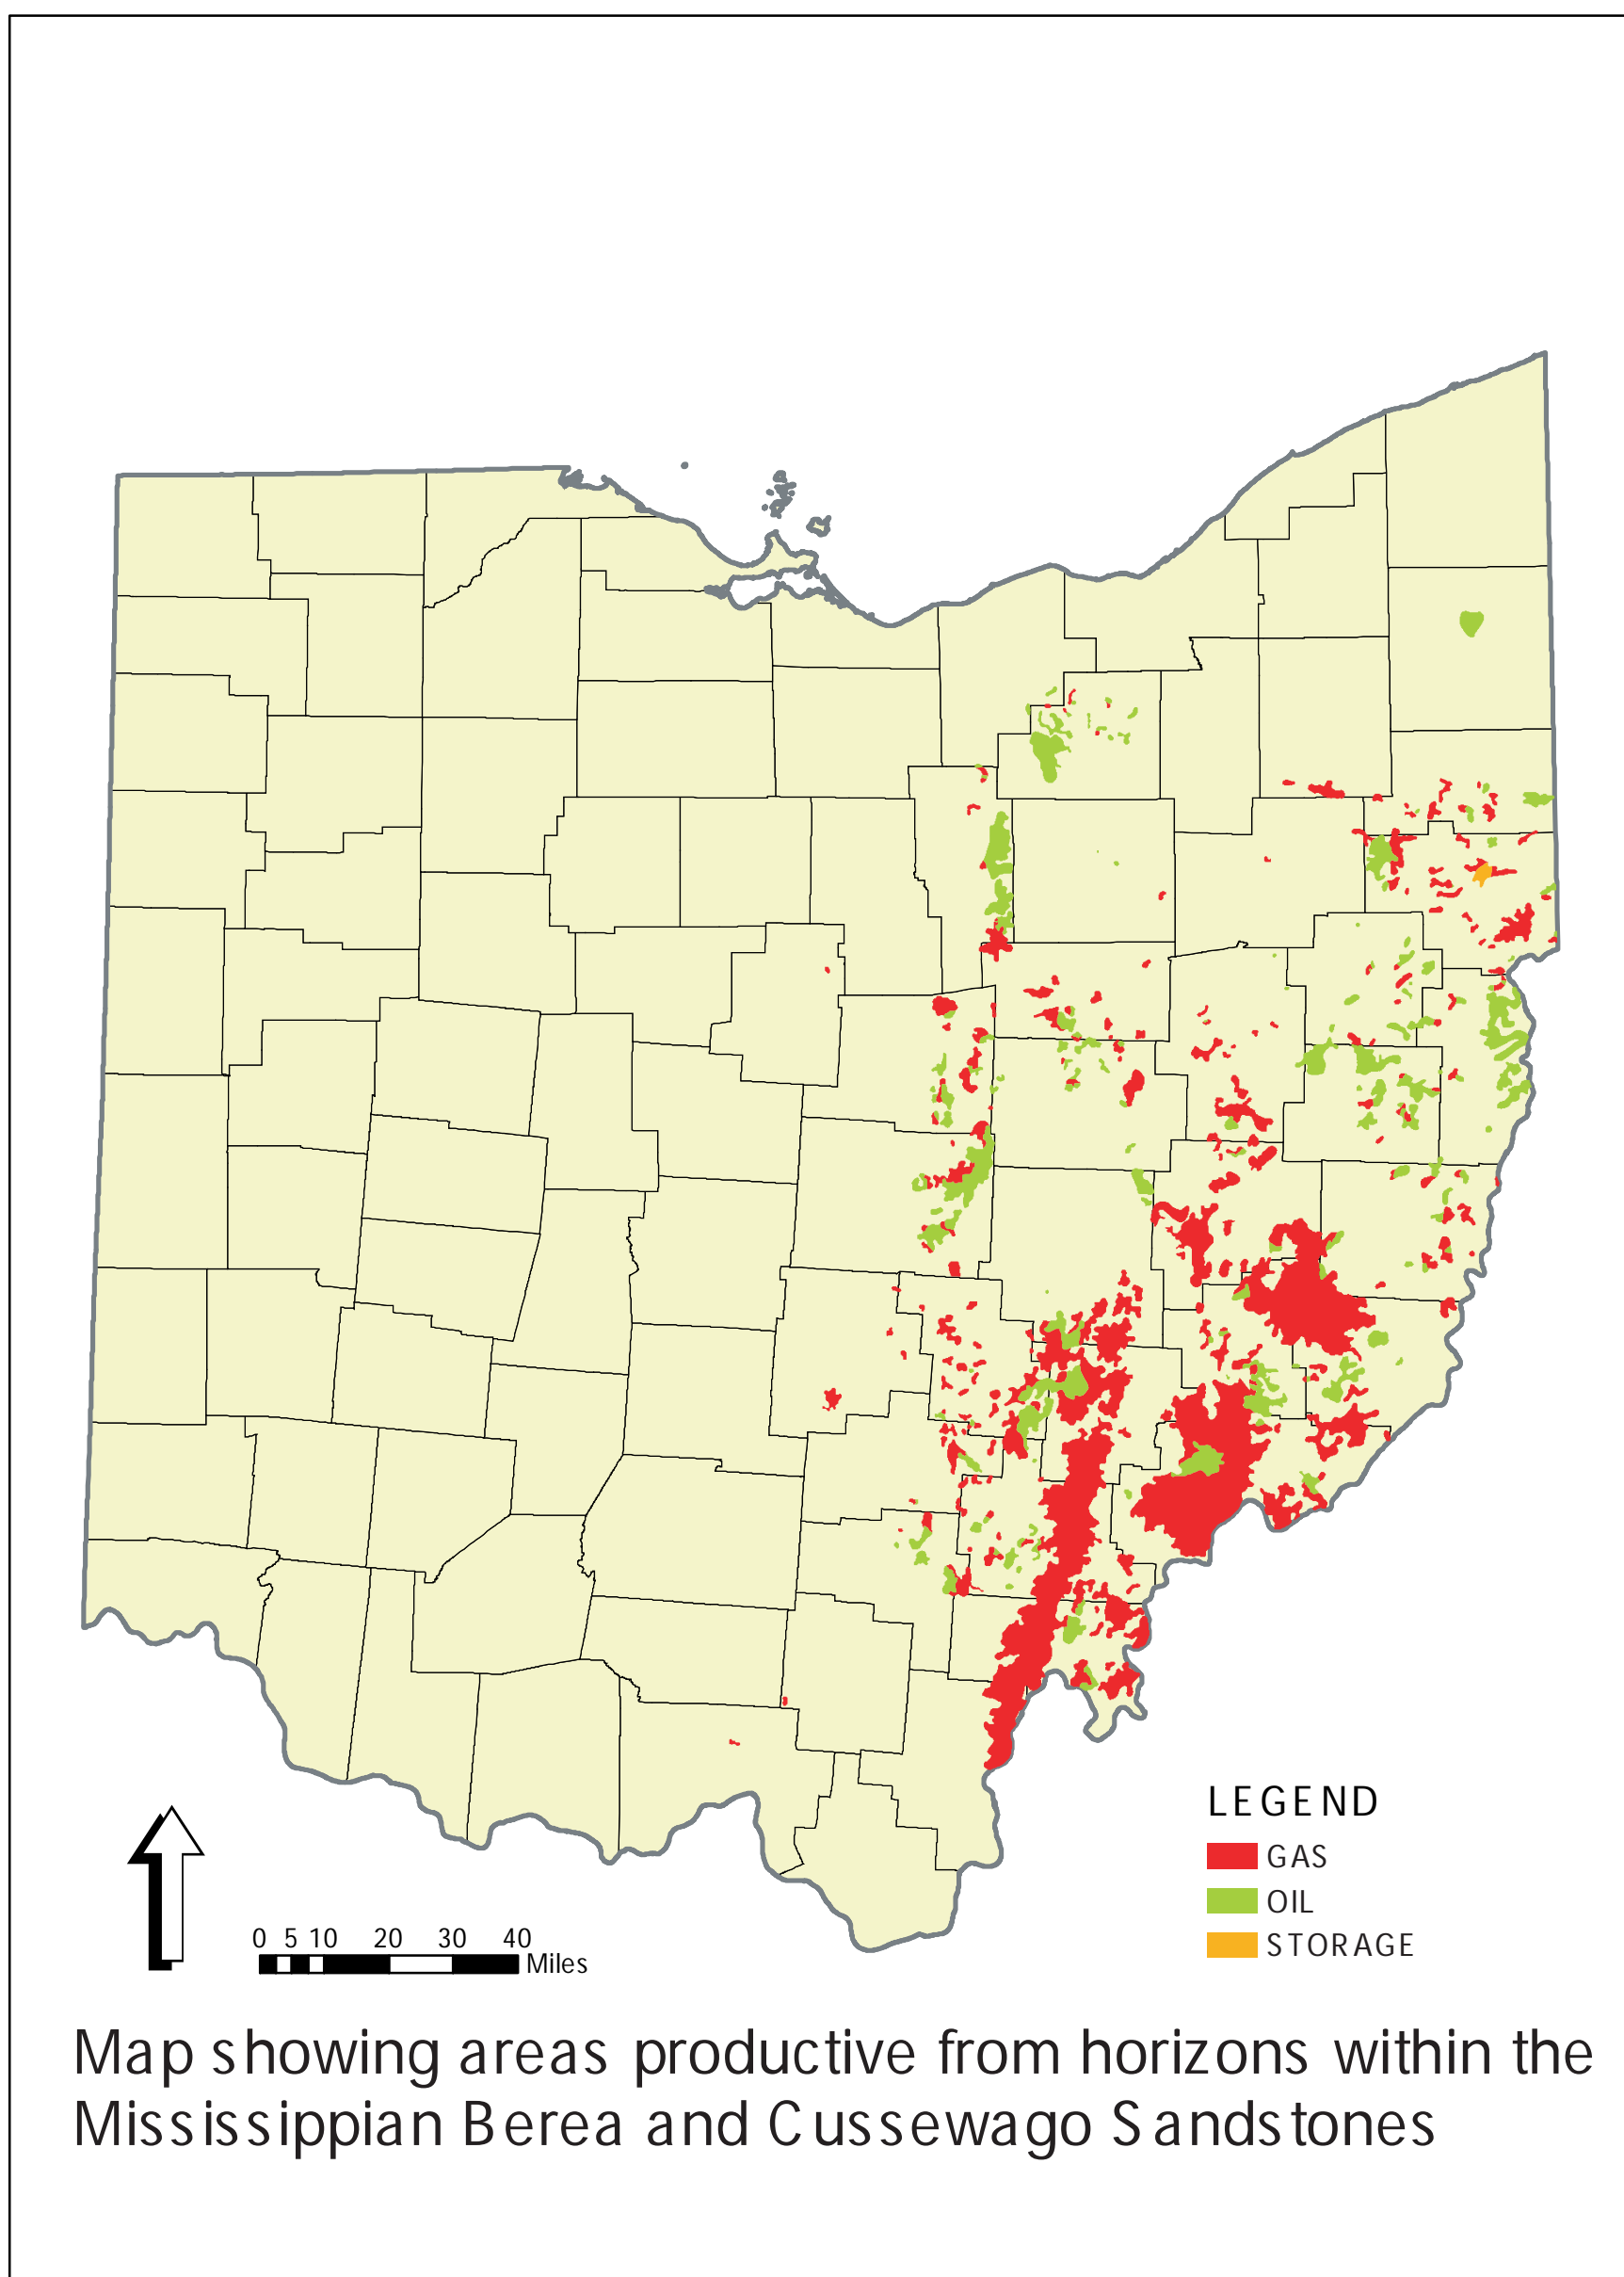 LEGEND
GAS
OIL
STORAGE
0 5 10 20 30 40
Miles
Map showing areas productive from horizons within the
Mississippian Berea and Cussewago Sandstones